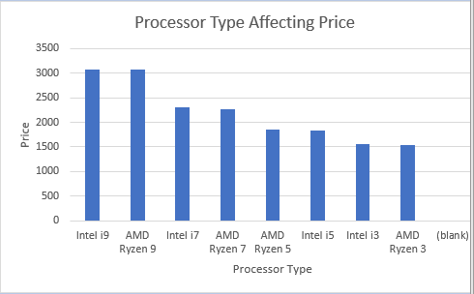 Processor Type Affecting Price
3500
3000
2500
2000
1500
1000
500
0
Price
Intel i9
AMD Ryzen 9
Intel i7
AMD Ryzen 7
AMD Ryzen 5
Intel i5
Intel i3
AMD Ryzen 3
(blank)
Processor Type